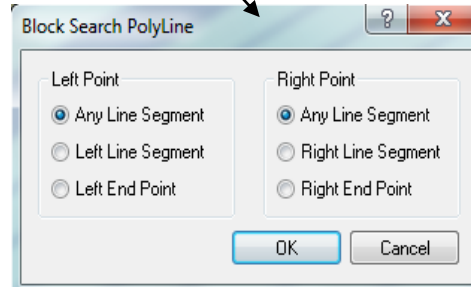 Block Search PolyLine
Left Point
Any Line Segment
Left Line Segment
Left End Point
Right Point
Any Line Segment
Right Line Segment
Right End Point
OK
Cancel